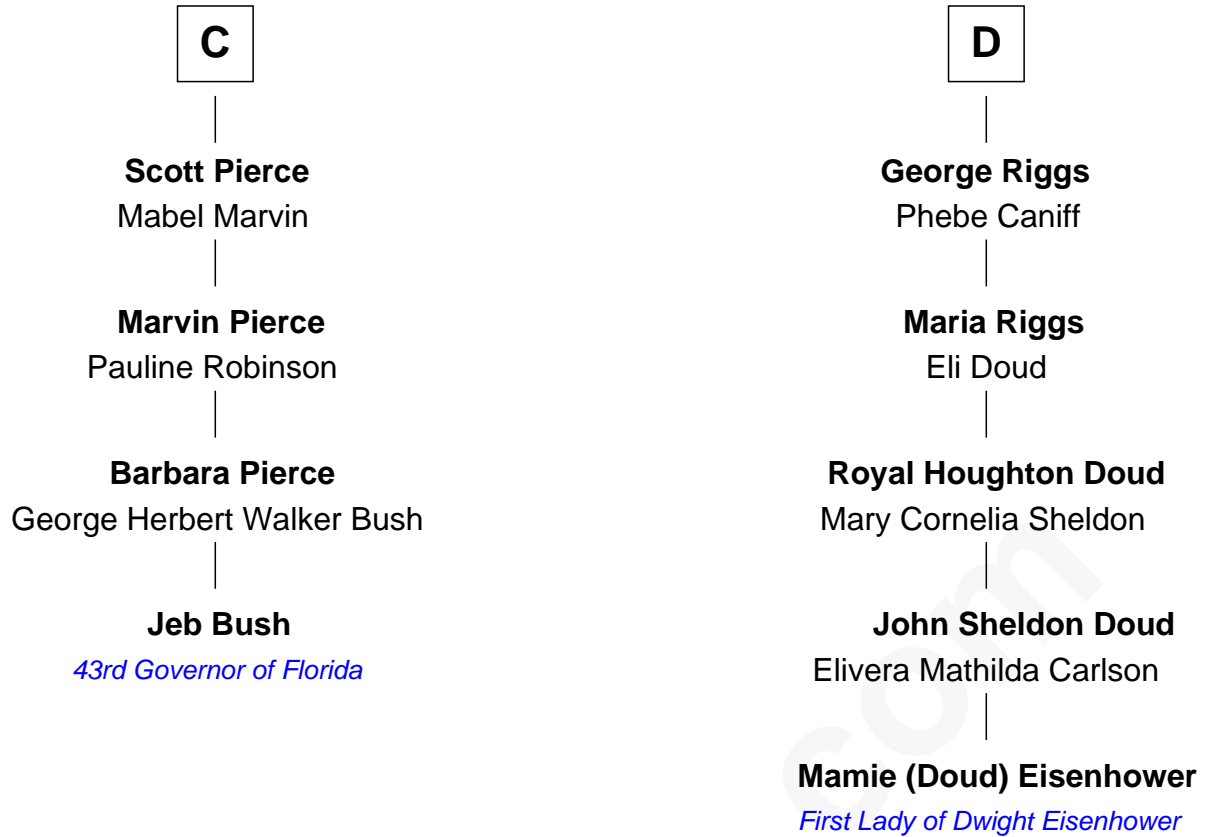 C
Scott Pierce
Mabel Marvin
Marvin Pierce
Pauline Robinson
Barbara Pierce
George Herbert Walker Bush
Jeb Bush
43rd Governor of Florida
D
George Riggs
Phebe Caniff
Maria Riggs
Eli Doud
Royal Houghton Doud
Mary Cornelia Sheldon
John Sheldon Doud
Elivera Mathilda Carlson
Mamie (Doud) Eisenhower
First Lady of Dwight Eisenhower
com